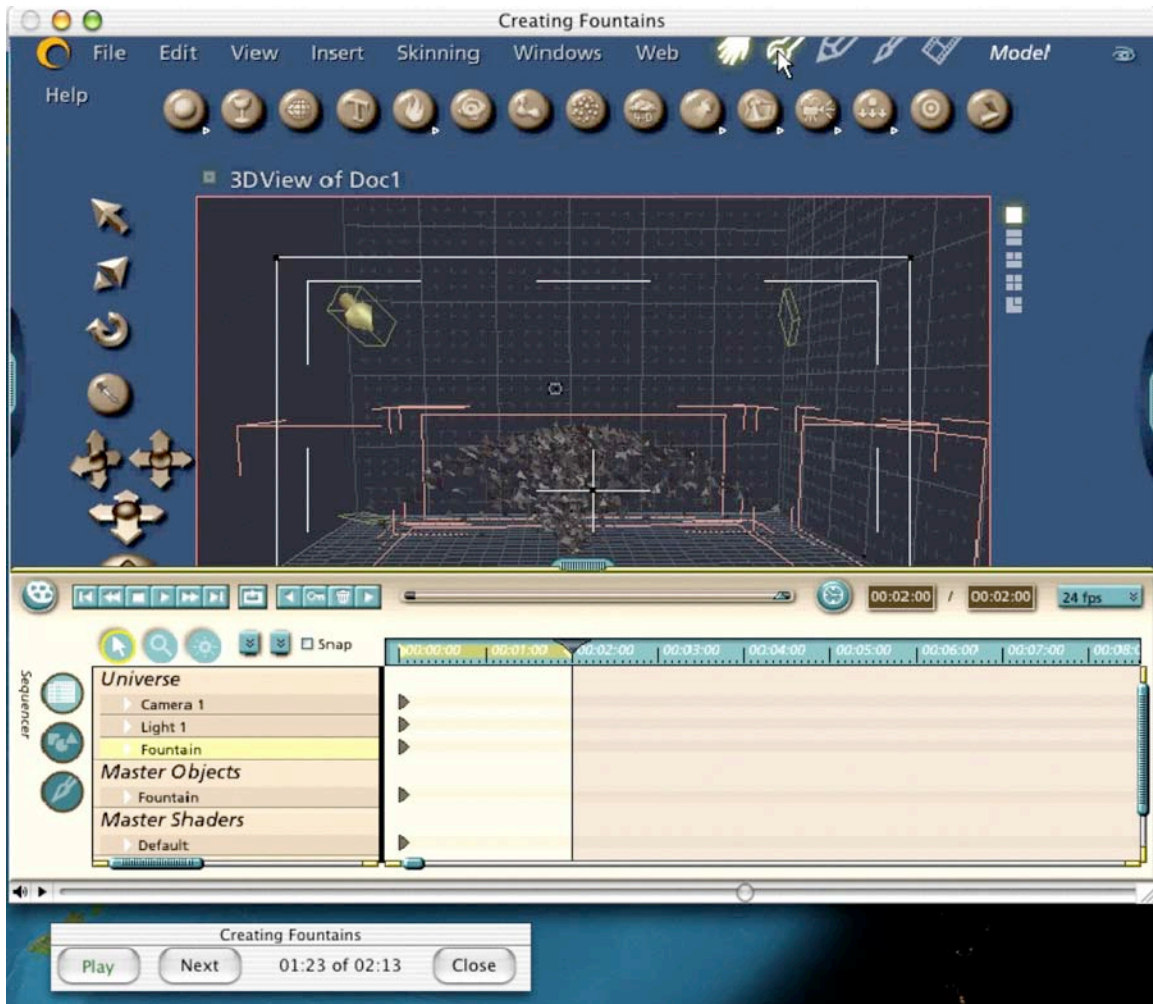 Creating Fountains
File Edit View Insert Skinning Windows Web Model
Help
4D
3D View of Doc1
00:02:00 / 00:02:00 24 fps
Snap
00:00:00 00:01:00 00:02:00 00:03:00 00:04:00 00:05:00 00:06:00 00:07:00
Sequencer
Universe
Camera 1
Light 1
Fountain
Master Objects
Fountain
Master Shaders
Default
Creating Fountains
Play Next 01:23 of 02:13 Close